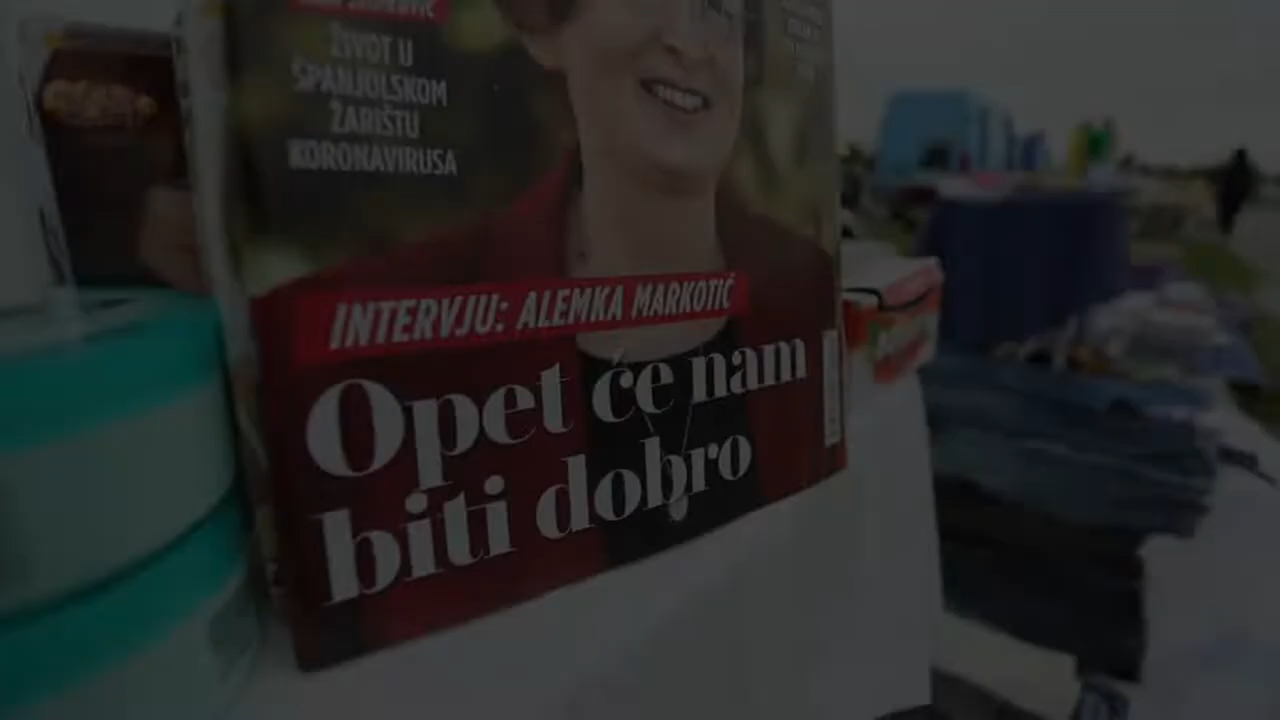 ŽIVOT U
ŠPANJOLSKOM
ŽARIŠTU
KORONAVIRUSA
INTERVJU: ALEMKA MARKOTIĆ
Opet će nam
biti dobro